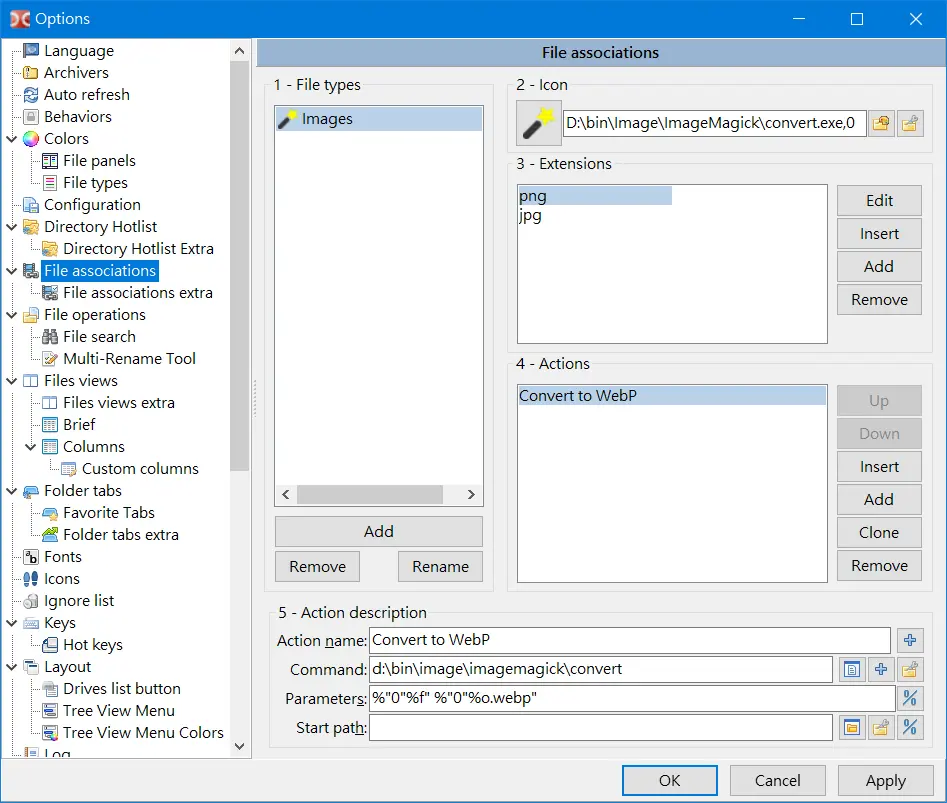 Options
Language
Archivers
Auto refresh
Behaviors
Colors
File panels
File types
Configuration
Directory Hotlist
Directory Hotlist Extra
File associations
File associations extra
File operations
File search
Multi-Rename Tool
Files views
Files views extra
Brief
Columns
Custom columns
Folder tabs
Favorite Tabs
Folder tabs extra
Fonts
Icons
Ignore list
Keys
Hot keys
Layout
Drives list button
Tree View Menu
Tree View Menu Colors
Log
File associations
1 - File types
Images
Add
Remove Rename
2 - Icon
D:\bin\Image\ImageMagick\convert.exe,0
3 - Extensions
png
jpg
Edit
Insert
Add
Remove
4 - Actions
Convert to WebP
Up
Down
Insert
Add
Clone
Remove
5 - Action description
Action name: Convert to WebP
Command: d:\bin\image\imagemagick\convert
Parameters: %"0"%f" %"0"%o.webp"
Start path:
OK Cancel Apply